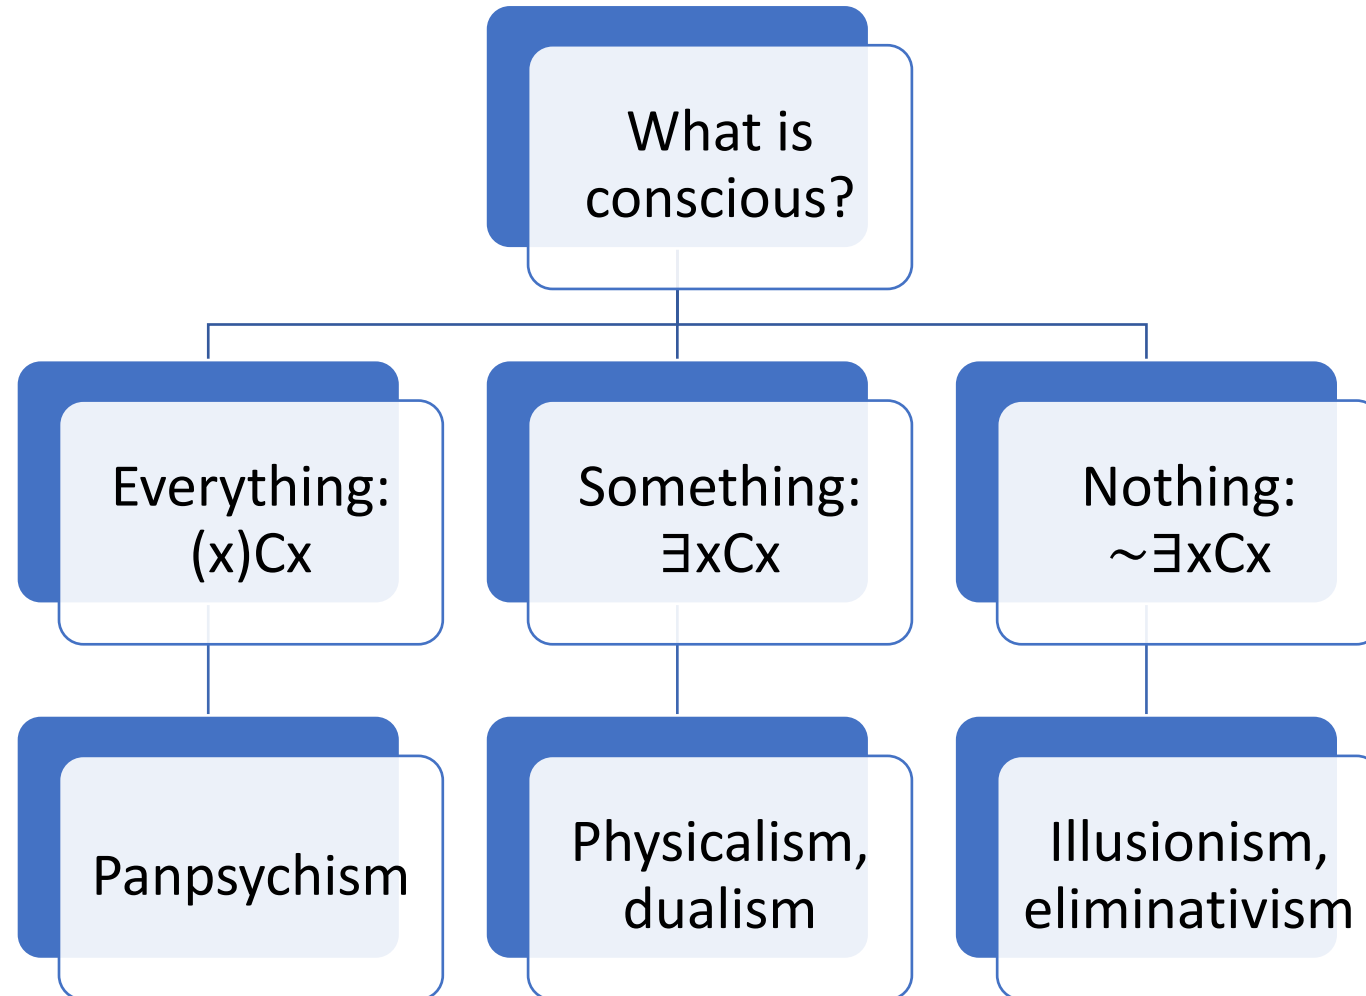 What is
conscious?
Everything:
(x)Cx
Something:
∃xCx
Nothing:
~∃xCx
Panpsychism
Physicalism,
dualism
Illusionism,
eliminativism